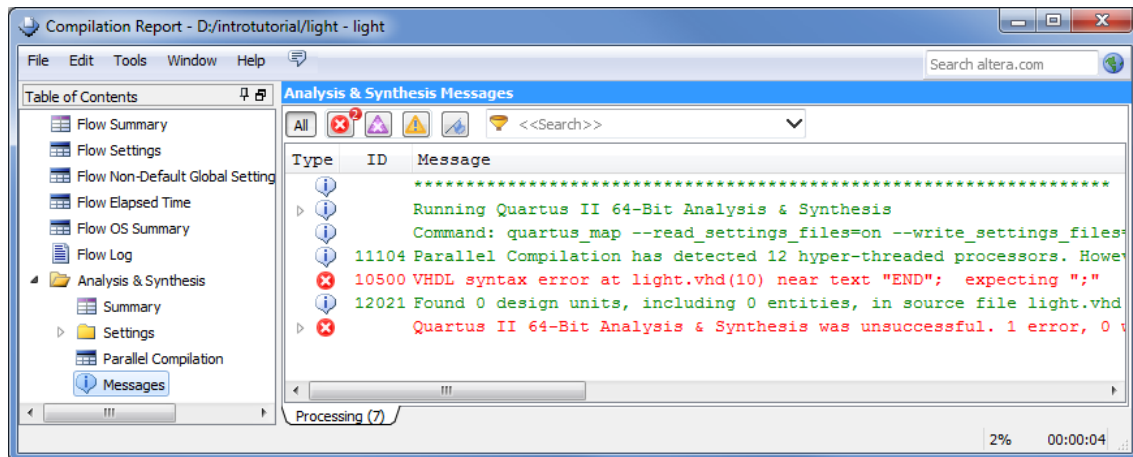 Compilation Report - D:/introtutorial/light - light
File Edit Tools Window Help
Search altera.com
Table of Contents
Flow Summary
Flow Settings
Flow Non-Default Global Setting
Flow Elapsed Time
Flow OS Summary
Flow Log
Analysis & Synthesis
Summary
Settings
Parallel Compilation
Messages
Analysis & Synthesis Messages
All 2 <<Search>>
Type ID Message
*******************************************************************
Running Quartus II 64-Bit Analysis & Synthesis
Command: quartus_map --read_settings_files=on --write_settings_files=
11104 Parallel Compilation has detected 12 hyper-threaded processors. Howev
10500 VHDL syntax error at light.vhd(10) near text "END"; expecting ";"
12021 Found 0 design units, including 0 entities, in source file light.vhd
Quartus II 64-Bit Analysis & Synthesis was unsuccessful. 1 error, 0
Processing (7)
2% 00:00:04